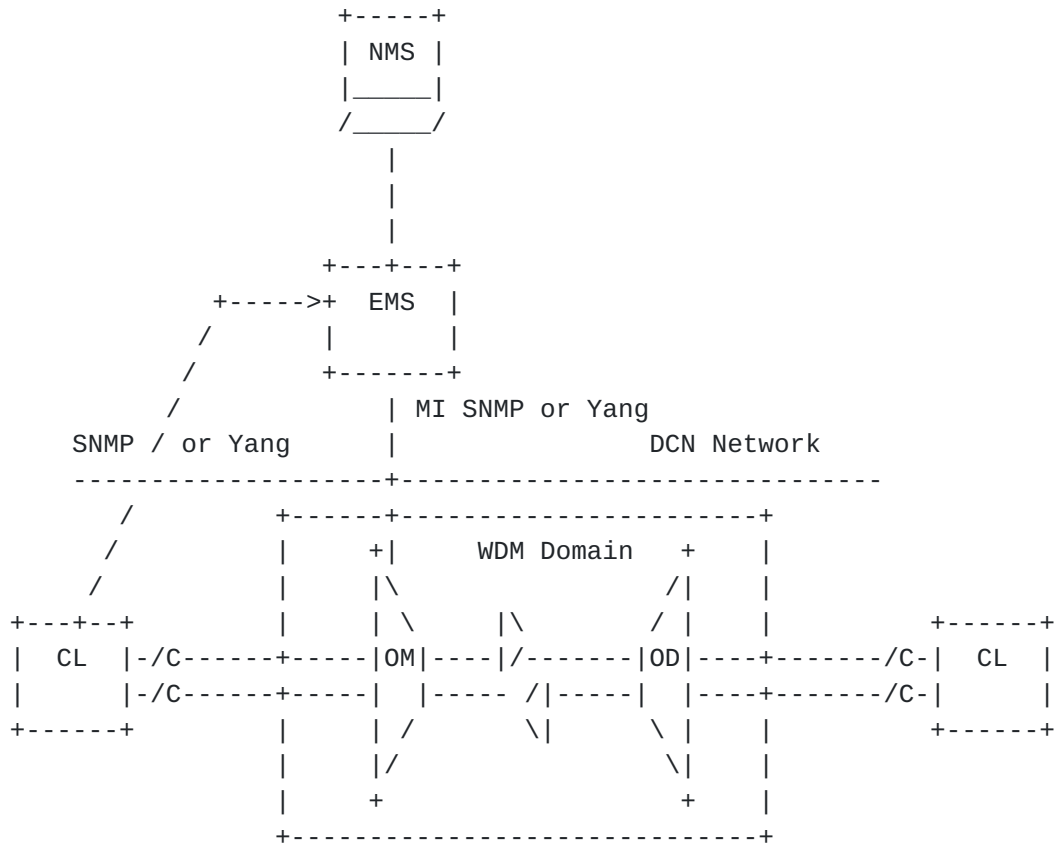 NMS
EMS
MI SNMP or Yang
SNMP / or Yang DCN Network
WDM Domain
CL -/C OM OD /C- CL
-/C /C-